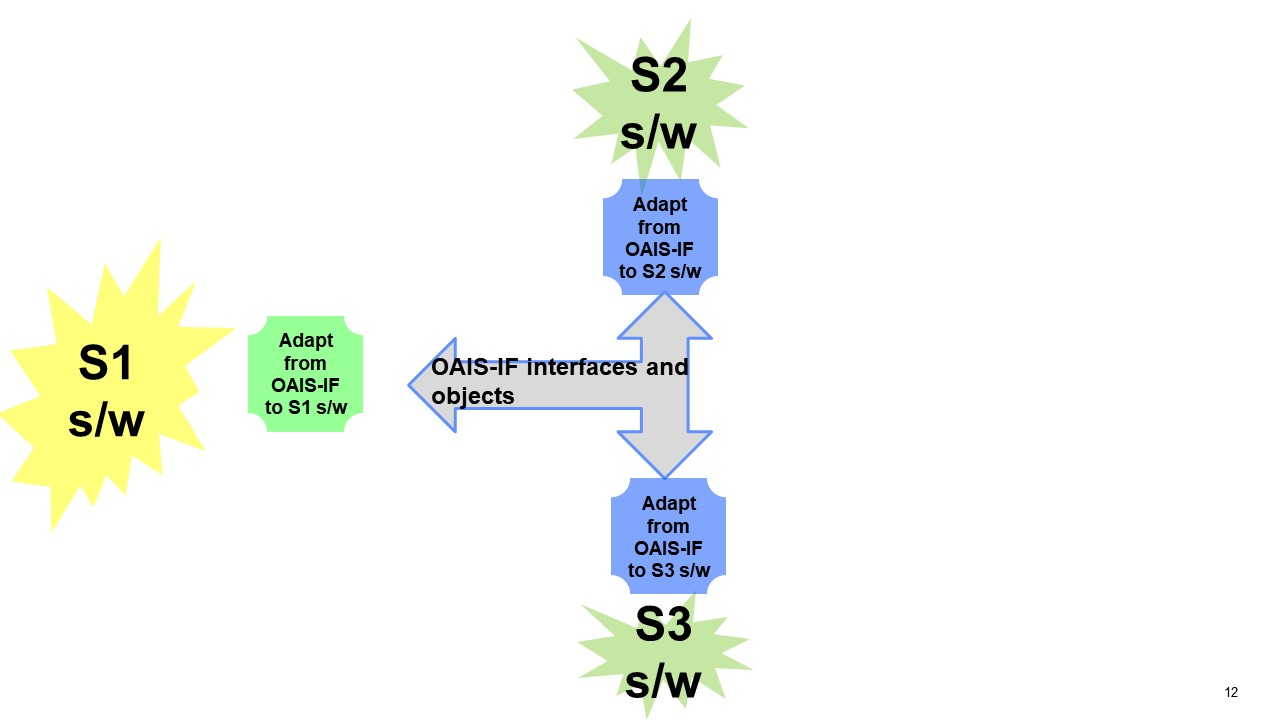 S2
s/w
Adapt
from
OAIS-IF
to S2 s/w
S1
s/w
Adapt
from
OAIS-IF
to S1 s/w
OAIS-IF interfaces and
objects
Adapt
from
OAIS-IF
to S3 s/w
S3
s/w
12